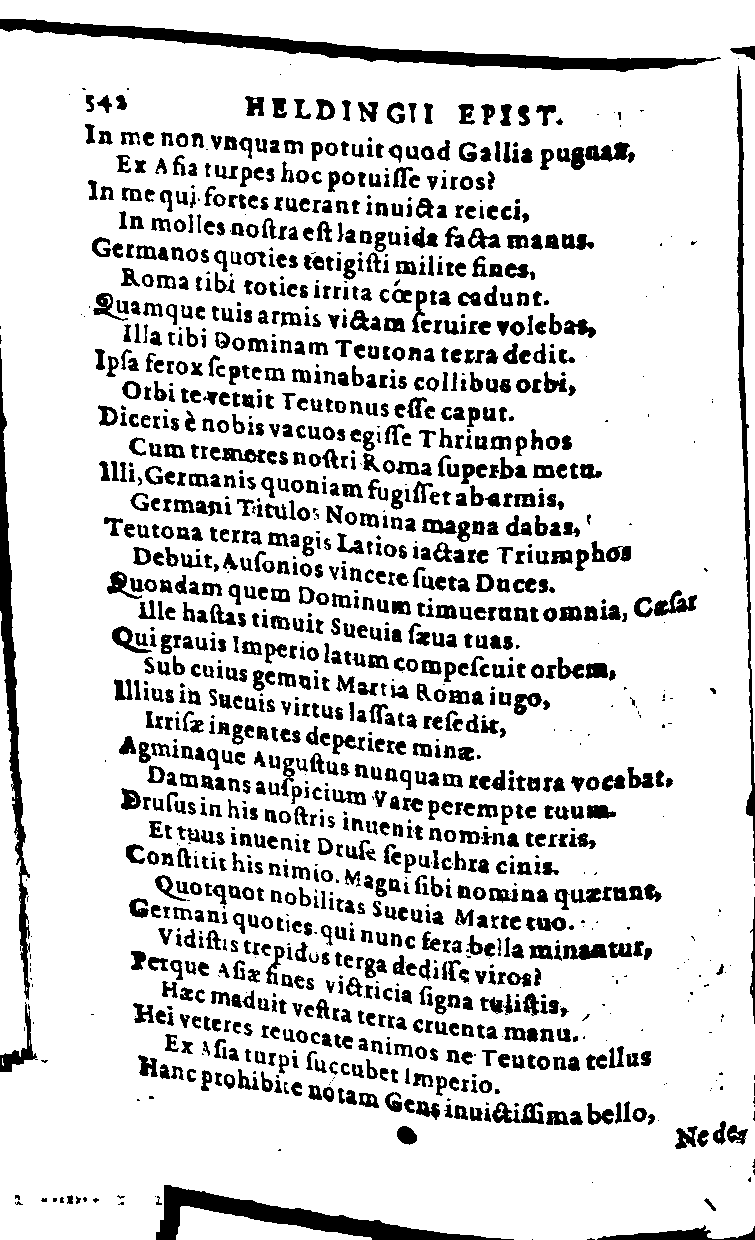 542 HELDINGII EPIST.
In me non vnquam potuit quod Gallia pugnax,
Ex Aſia turpes hoc potuiſſe viros?
In me qui fortes ruerant inuicta reieci,
In molles noſtra eſt languida facta manus.
Germanos quoties tetigiſti milite fines,
Roma tibi toties irrita cœpta cadunt.
Quamque tuis armis victam ſeruire volebas,
Illa tibi Dominam Teutona terra dedit.
Ipſa ferox ſeptem minabaris collibus orbi,
Orbi te vetuit Teutonus eſſe caput.
Diceris è nobis vacuos egiſſe Thriumphos
Cum tremeres noſtri Roma ſuperba metu.
Illi, Germanis quoniam fugiſſet ab armis,
Germani Titulos Nomina magna dabas,
Teutona terra magis Latios iactare Triumphos
Debuit, Auſonios vincere ſueta Duces.
Quondam quem Dominum timuerunt omnia, Cæſar
Ille haſtas timuit Sueuia ſæua tuas.
Qui grauis Imperio latum compeſcuit orbem,
Sub cuius gemuit Martia Roma iugo,
Illius in Sueuis virtus laſſata reſedit,
Irriſæ ingentes deperiere minæ.
Agminaque Auguſtus nunquam reditura vocabat,
Damnans auſpicium Vare perempte tuum.
Druſus in his noſtris inuenit nomina terris,
Et tuus inuenit Druſe ſepulchra cinis.
Conſtitit his nimio. Magni ſibi nomina quærunt,
Quotquot nobilitas Sueuia Marte tuo.
Germani quoties qui nunc fera bella minantur,
Vidiſtis trepidos terga dediſſe viros?
Perque Aſiæ fines victricia ſigna tuliſtis,
Hæc maduit veſtra terra cruenta manu.
Hei veteres reuocate animos ne Teutona tellus
Ex Aſia turpi ſuccubet Imperio.
Hanc prohibite notam Gens inuictiſſima bello,
Ne de-